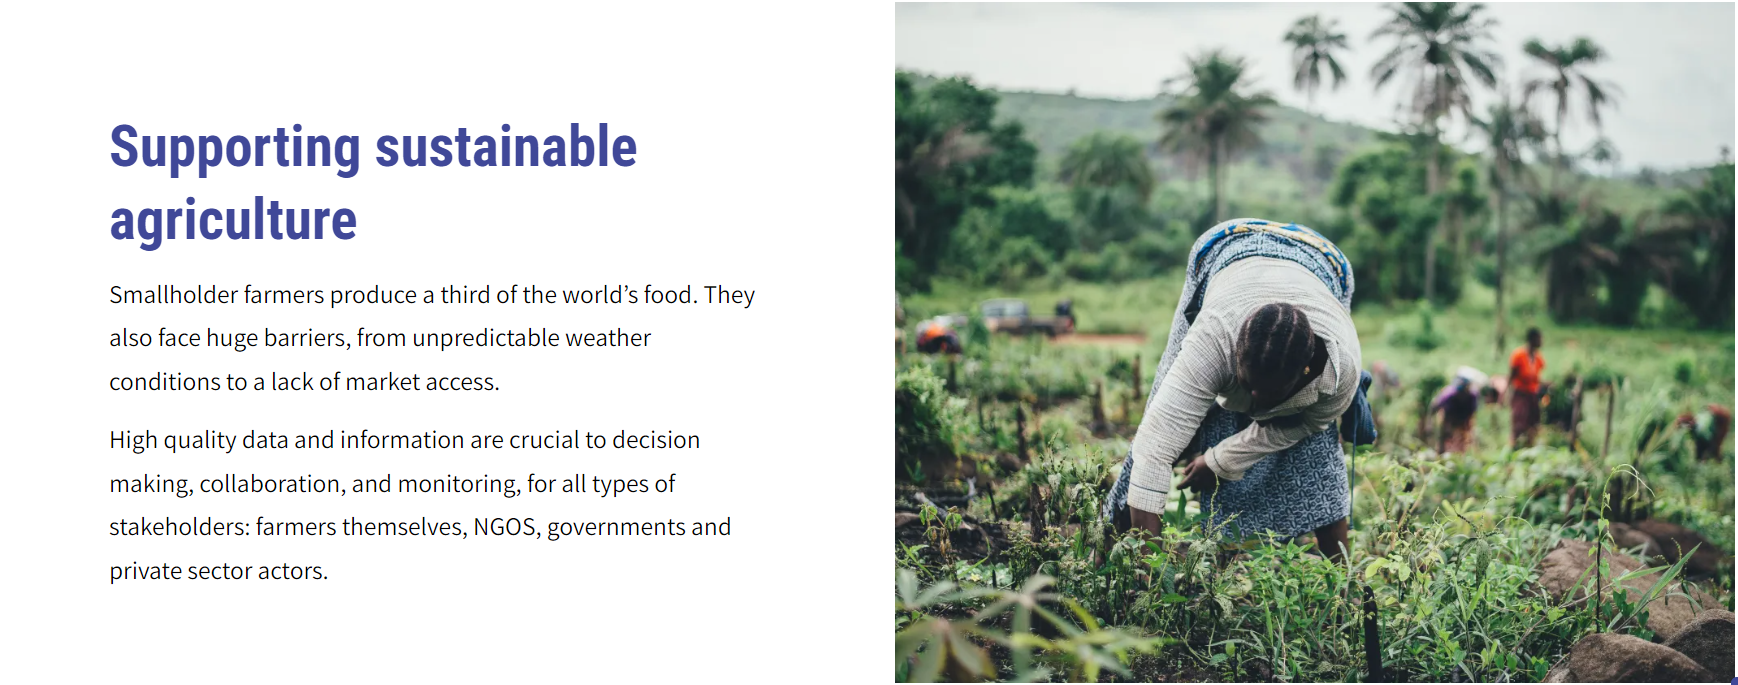 Supporting sustainable
agriculture
Smallholder farmers produce a third of the world’s food. They
also face huge barriers, from unpredictable weather
conditions to a lack of market access.
High quality data and information are crucial to decision
making, collaboration, and monitoring, for all types of
stakeholders: farmers themselves, NGOS, governments and
private sector actors.